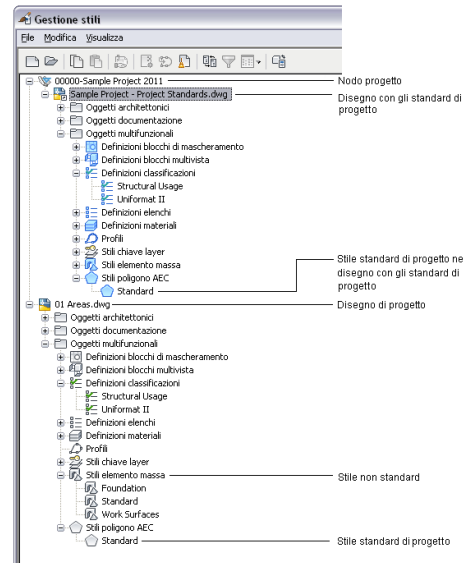 Gestione stili
File Modifica Visualizza
00000-Sample Project 2011
Nodo progetto
Sample Project - Project Standards.dwg
Disegno con gli standard di
progetto
Oggetti architettonici
Oggetti documentazione
Oggetti multifunzionali
Definizioni blocchi di mascheramento
Definizioni blocchi multivista
Definizioni classificazioni
Structural Usage
Uniformat II
Definizioni elenchi
Definizioni materiali
Profili
Stili chiave layer
Stili elemento massa
Stili poligono AEC
Standard
Stile standard di progetto ne
disegno con gli standard di
progetto
01 Areas.dwg
Disegno di progetto
Oggetti architettonici
Oggetti documentazione
Oggetti multifunzionali
Definizioni blocchi di mascheramento
Definizioni blocchi multivista
Definizioni classificazioni
Structural Usage
Uniformat II
Definizioni elenchi
Definizioni materiali
Profili
Stili chiave layer
Stili elemento massa
Stile non standard
Foundation
Standard
Work Surfaces
Stili poligono AEC
Standard
Stile standard di progetto